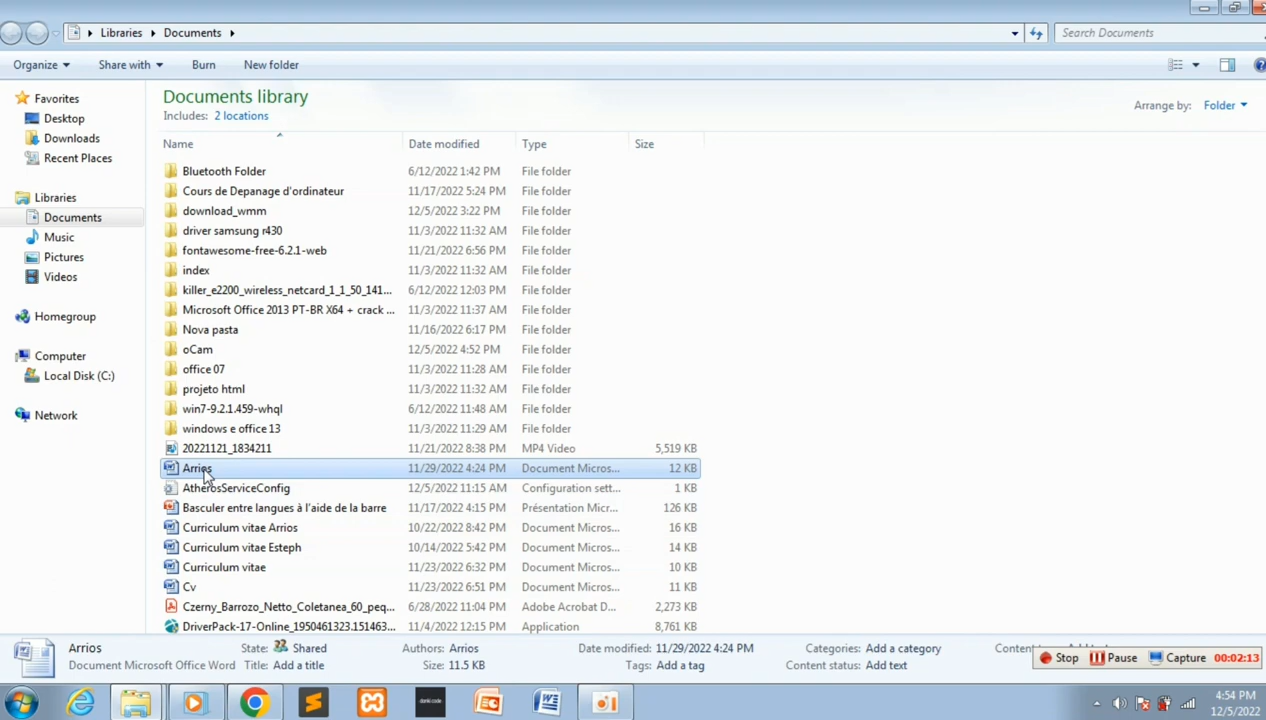 Libraries Documents
Search Documents
Organize Share with Burn New folder
Documents library
Includes: 2 locations
Arrange by: Folder
Name Date modified Type Size
Favorites
Desktop
Downloads
Recent Places
Libraries
Documents
Music
Pictures
Videos
Homegroup
Computer
Local Disk (C:)
Network
Bluetooth Folder 6/12/2022 1:42 PM File folder
Cours de Depanage d'ordinateur 11/17/2022 5:24 PM File folder
download_wmm 12/5/2022 3:22 PM File folder
driver samsung r430 11/3/2022 11:32 AM File folder
fontawesome-free-6.2.1-web 11/21/2022 6:56 PM File folder
index 11/3/2022 11:32 AM File folder
killer_e2200_wireless_netcard_1_1_50_141... 6/12/2022 12:03 PM File folder
Microsoft Office 2013 PT-BR X64 + crack ... 11/3/2022 11:37 AM File folder
Nova pasta 11/16/2022 6:17 PM File folder
oCam 12/5/2022 4:52 PM File folder
office 07 11/3/2022 11:28 AM File folder
projeto html 11/3/2022 11:32 AM File folder
win7-9.2.1.459-whql 6/12/2022 11:48 AM File folder
windows e office 13 11/3/2022 11:29 AM File folder
20221121_1834211 11/21/2022 8:38 PM MP4 Video 5,519 KB
Arrios 11/29/2022 4:24 PM Document Micros... 12 KB
AtherosServiceConfig 12/5/2022 11:15 AM Configuration sett... 1 KB
Basculer entre langues à l'aide de la barre 11/17/2022 4:15 PM Présentation Micr... 126 KB
Curriculum vitae Arrios 10/22/2022 8:42 PM Document Micros... 16 KB
Curriculum vitae Esteph 10/14/2022 5:42 PM Document Micros... 14 KB
Curriculum vitae 11/23/2022 6:32 PM Document Micros... 10 KB
Cv 11/23/2022 6:51 PM Document Micros... 11 KB
Czerny_Barrozo_Netto_Coletanea_60_peq... 6/28/2022 11:04 PM Adobe Acrobat D... 2,273 KB
DriverPack-17-Online_1950461323.151463... 11/4/2022 12:15 PM Application 8,761 KB
Arrios State: Shared Authors: Arrios Date modified: 11/29/2022 4:24 PM Categories: Add a category
Document Microsoft Office Word Title: Add a title Size: 11.5 KB Tags: Add a tag Content status: Add text
Stop Pause Capture 00:02:13
danki code
4:54 PM
12/5/2022